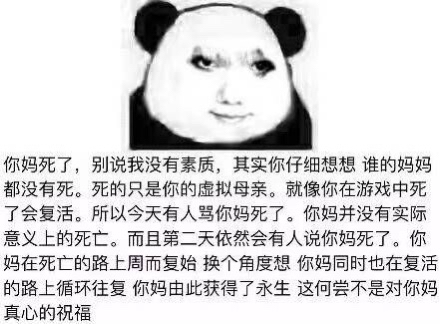 你妈死了，别说我没有素质，其实你仔细想想 谁的妈妈
都没有死。死的只是你的虚拟母亲。就像你在游戏中死
了会复活。所以今天有人骂你妈死了。你妈并没有实际
意义上的死亡。而且第二天依然会有人说你妈死了。你
妈在死亡的路上周而复始 换个角度想 你妈同时也在复活
的路上循环往复 你妈由此获得了永生 这何尝不是对你妈
真心的祝福